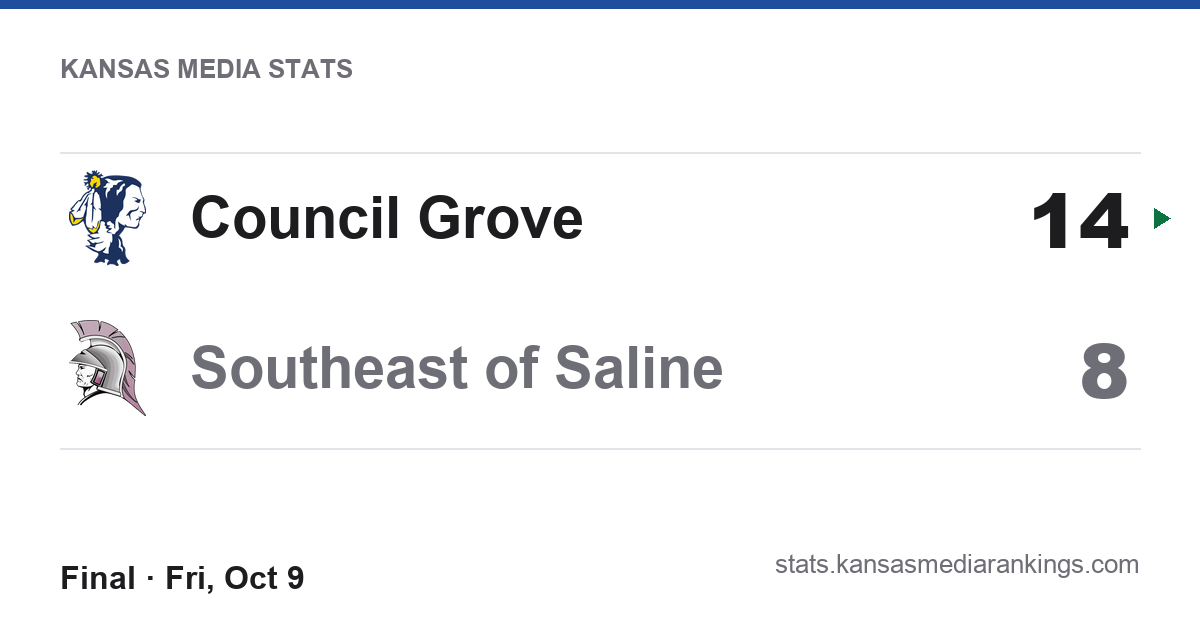 KANSAS MEDIA STATS
Council Grove 14
Southeast of Saline 8
Final · Fri, Oct 9
stats.kansasmediarankings.com